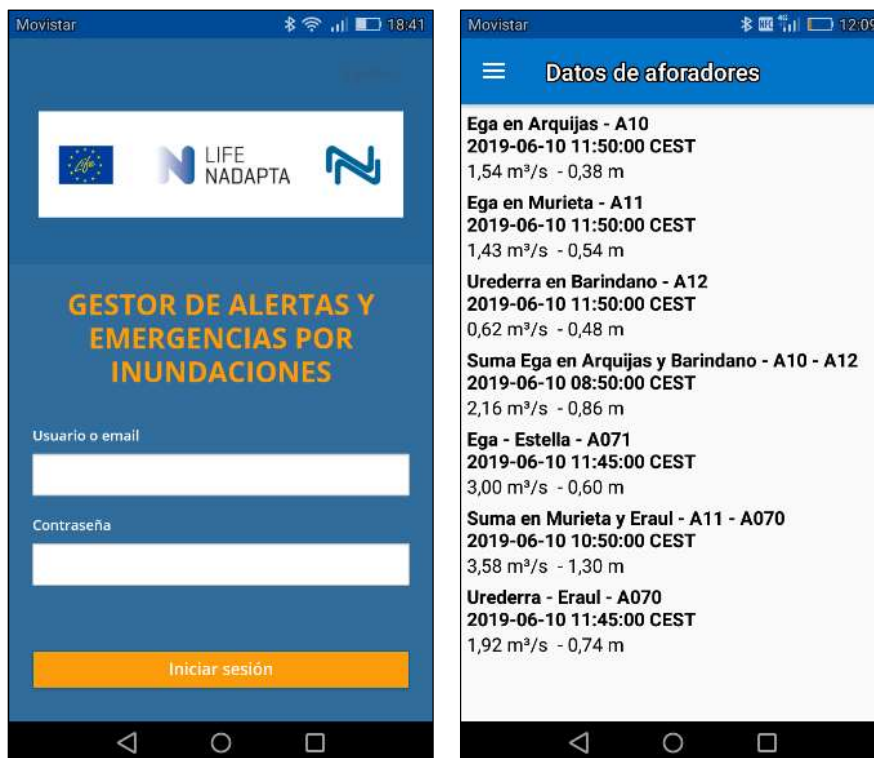 Movistar
18:41
Life
LIFE
NADAPTA
GESTOR DE ALERTAS Y
EMERGENCIAS POR
INUNDACIONES
Usuario o email
Contraseña
Iniciar sesión
Movistar
NFC 4G 12:09
Datos de aforadores
Ega en Arquijas - A10
2019-06-10 11:50:00 CEST
1,54 m³/s - 0,38 m
Ega en Murieta - A11
2019-06-10 11:50:00 CEST
1,43 m³/s - 0,54 m
Urederra en Barindano - A12
2019-06-10 11:50:00 CEST
0,62 m³/s - 0,48 m
Suma Ega en Arquijas y Barindano - A10 - A12
2019-06-10 08:50:00 CEST
2,16 m³/s - 0,86 m
Ega - Estella - A071
2019-06-10 11:45:00 CEST
3,00 m³/s - 0,60 m
Suma en Murieta y Eraul - A11 - A070
2019-06-10 10:50:00 CEST
3,58 m³/s - 1,30 m
Urederra - Eraul - A070
2019-06-10 11:45:00 CEST
1,92 m³/s - 0,74 m